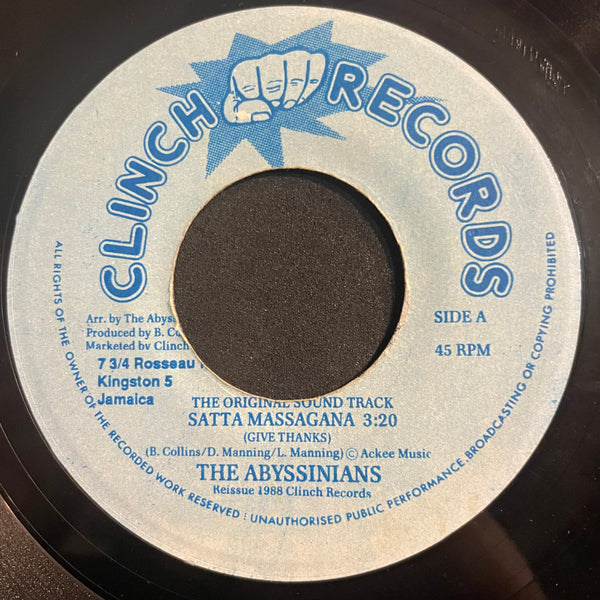 CLINCH RECORDS
Arr. by The
Produced by B.
Marketed by Clinch
SIDE A
45 RPM
7 3/4 Rosseau
Kingston 5
Jamaica
THE ORIGINAL SOUND TRACK
SATTA MASSAGANA 3:20
(GIVE THANKS)
(B. Collins/D. Manning/L. Manning) © Ackee Music
THE ABYSSINIANS
Reissue 1988 Clinch Records
ALL RIGHTS OF THE OWNER OF THE RECORDED WORK RESERVED : UNAUTHORISED PUBLIC PERFORMANCE, BROADCASTING OR COPYING PROHIBITED